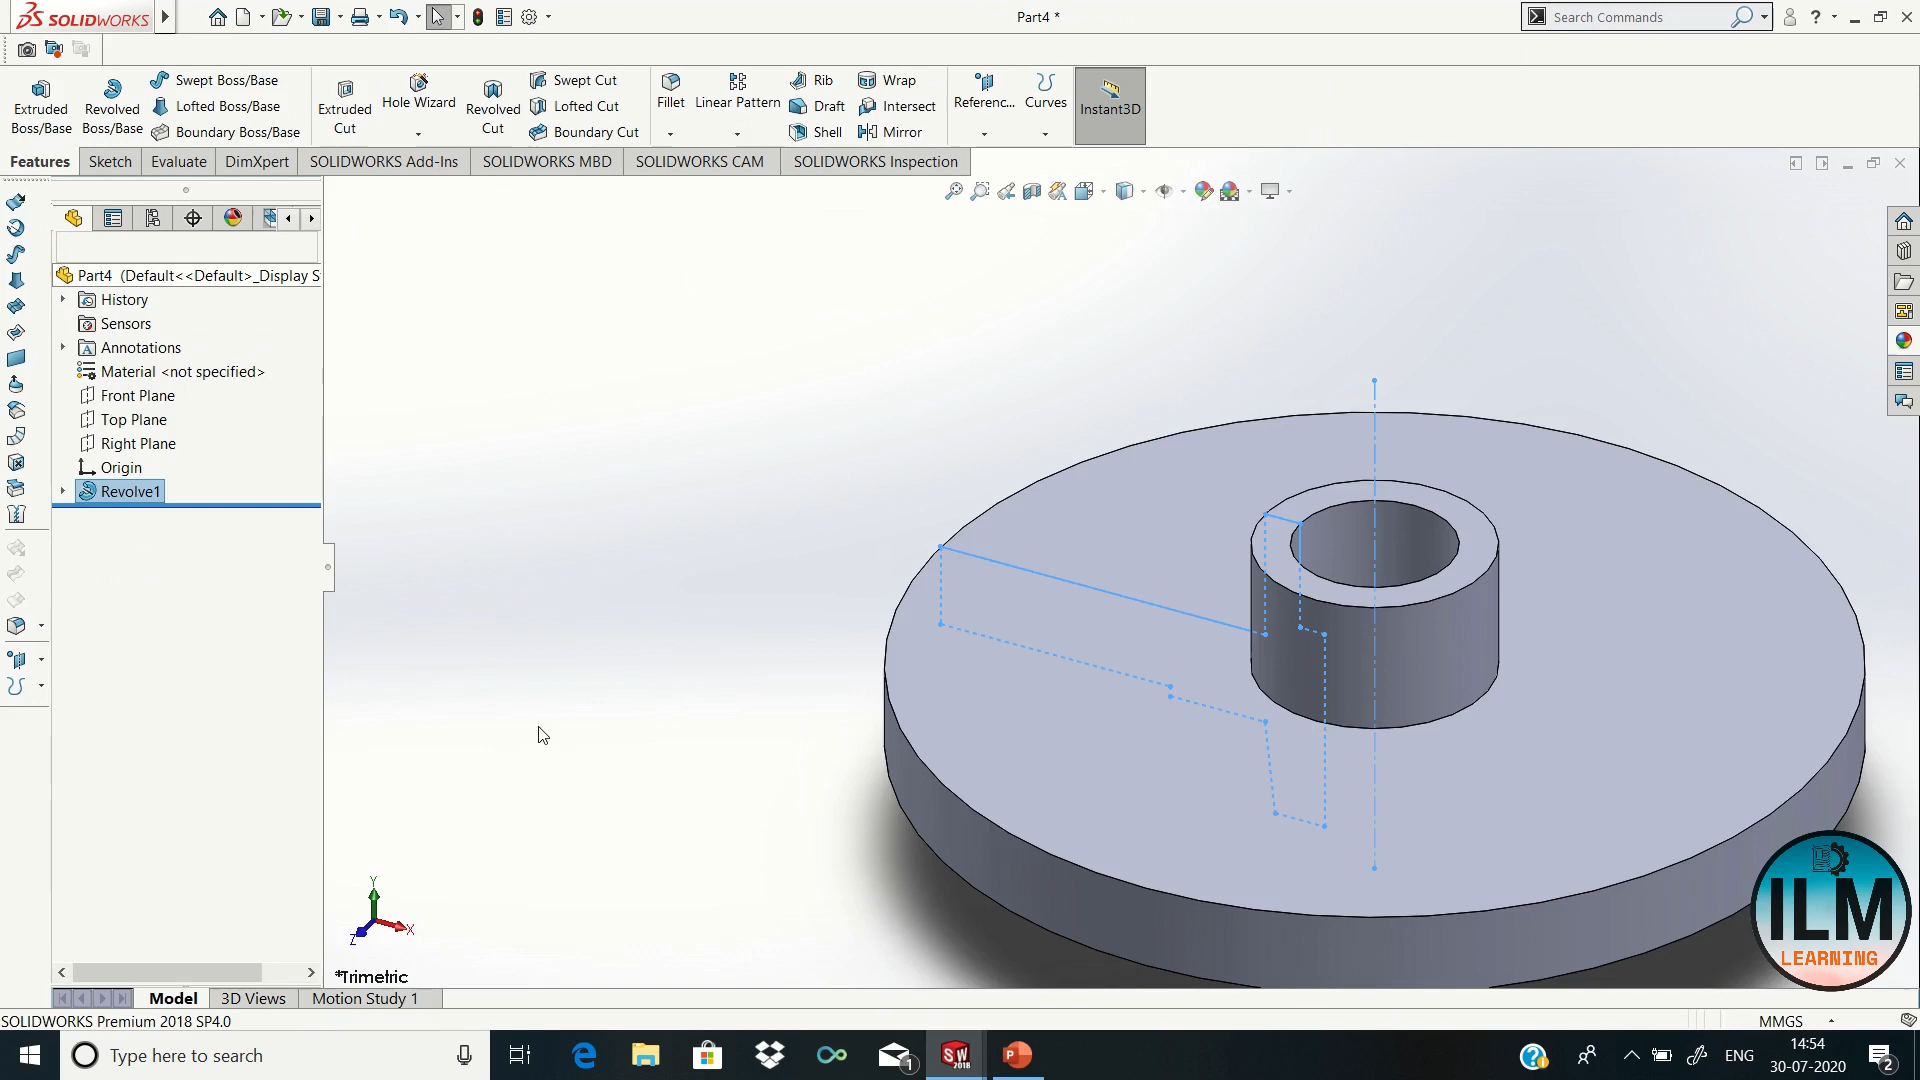 SOLIDWORKS
Part4 *
Search Commands
?
Extruded Boss/Base
Revolved Boss/Base
Swept Boss/Base
Lofted Boss/Base
Boundary Boss/Base
Extruded Cut
Hole Wizard
Revolved Cut
Swept Cut
Lofted Cut
Boundary Cut
Fillet
Linear Pattern
Rib
Draft
Shell
Wrap
Intersect
Mirror
Referenc...
Curves
Instant3D
Features
Sketch
Evaluate
DimXpert
SOLIDWORKS Add-Ins
SOLIDWORKS MBD
SOLIDWORKS CAM
SOLIDWORKS Inspection
Part4 (Default<<Default>_Display S
History
Sensors
Annotations
Material <not specified>
Front Plane
Top Plane
Right Plane
Origin
Revolve1
Y
X
Z
*Trimetric
ILM
LEARNING
Model
3D Views
Motion Study 1
SOLIDWORKS Premium 2018 SP4.0
MMGS
Type here to search
1
SW
2018
P
ENG
14:54
30-07-2020
2